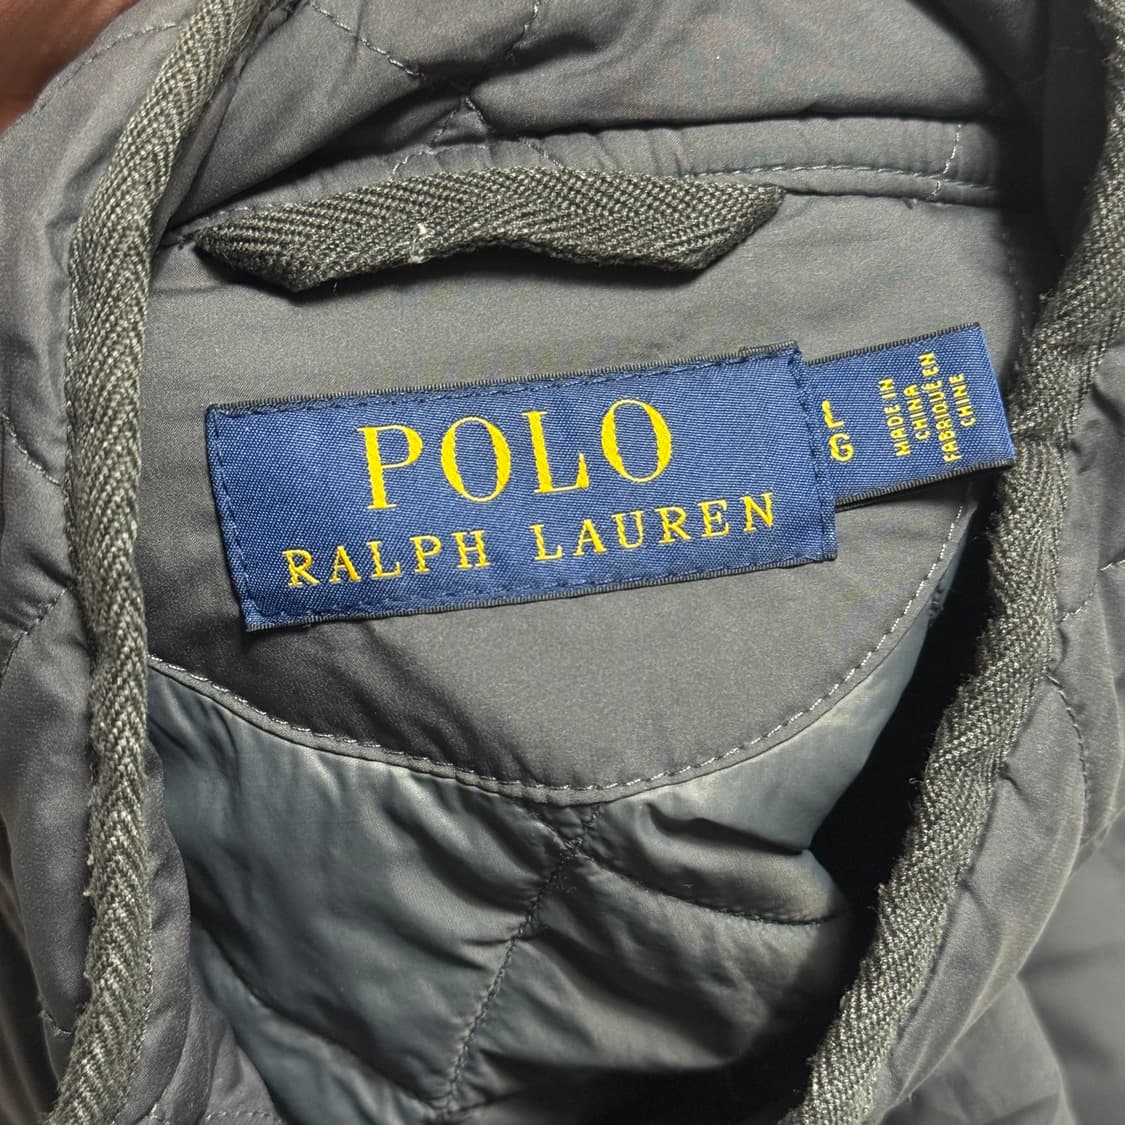 POLO
RALPH LAUREN
L
G
MADE IN
CHINA
FABRIQUÉ EN
CHINE